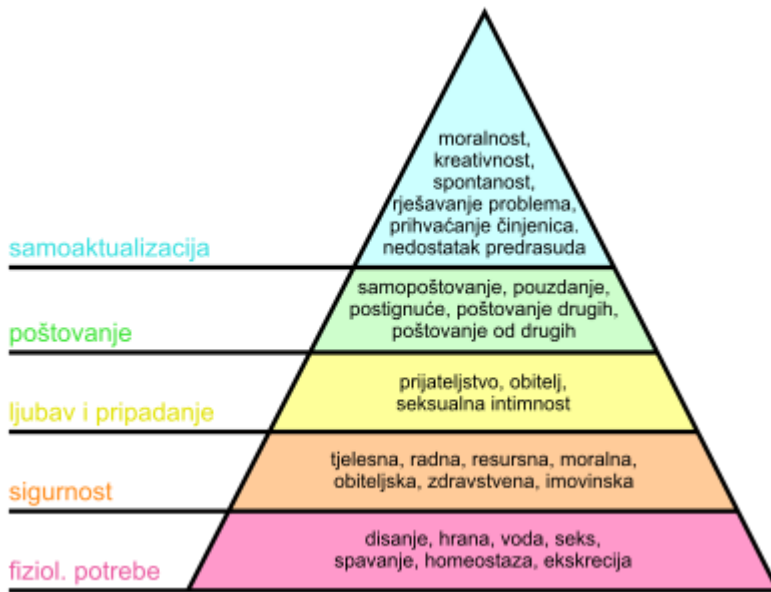 moralnost,
kreativnost,
spontanost,
rješavanje problema,
prihvaćanje činjenica.
nedostatak predrasuda
samoaktualizacija
samopoštovanje, pouzdanje,
postignuće, poštovanje drugih,
poštovanje od drugih
poštovanje
prijateljstvo, obitelj,
seksualna intimnost
ljubav i pripadanje
tjelesna, radna, resursna, moralna,
obiteljska, zdravstvena, imovinska
sigurnost
disanje, hrana, voda, seks,
spavanje, homeostaza, ekskrecija
fiziol. potrebe